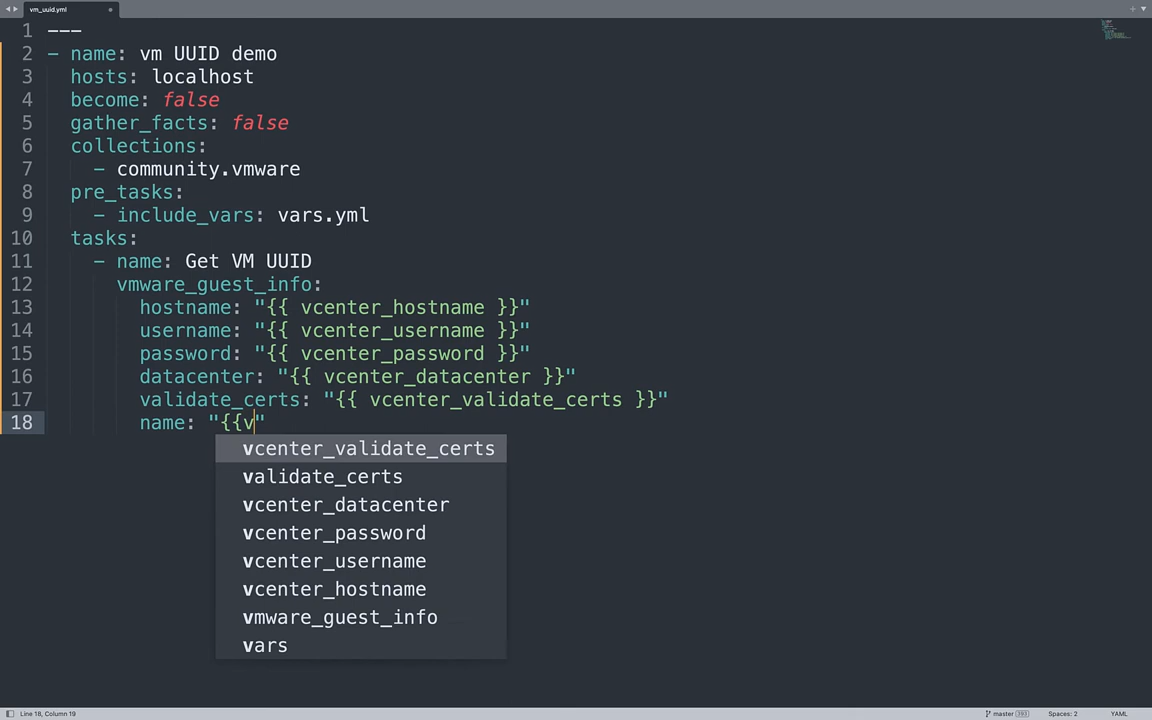 vm_uuid.yml
1 ---
2 - name: vm UUID demo
3 hosts: localhost
4 become: false
5 gather_facts: false
6 collections:
7 - community.vmware
8 pre_tasks:
9 - include_vars: vars.yml
10 tasks:
11 - name: Get VM UUID
12 vmware_guest_info:
13 hostname: "{{ vcenter_hostname }}"
14 username: "{{ vcenter_username }}"
15 password: "{{ vcenter_password }}"
16 datacenter: "{{ vcenter_datacenter }}"
17 validate_certs: "{{ vcenter_validate_certs }}"
18 name: "{{v"
vcenter_validate_certs
validate_certs
vcenter_datacenter
vcenter_password
vcenter_username
vcenter_hostname
vmware_guest_info
vars
Line 18, Column 19
master
Spaces: 2
YAML